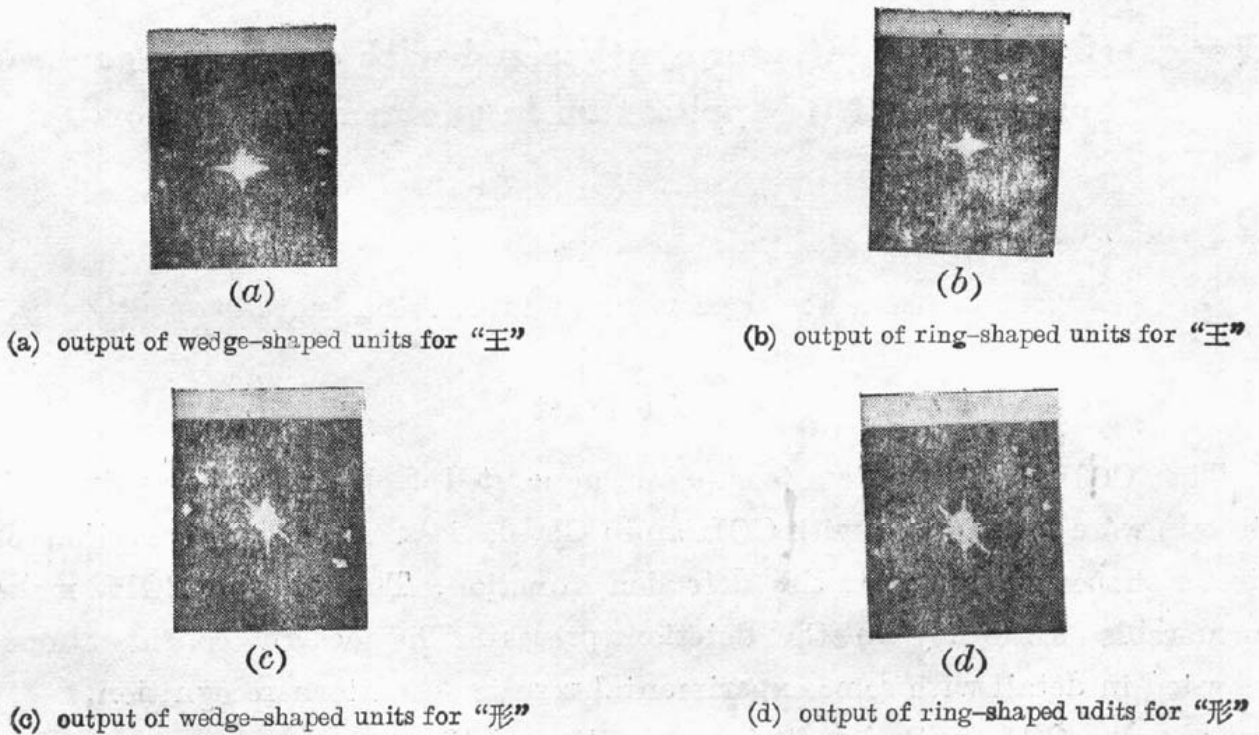 (a)
(b)
(a) output of wedge-shaped units for “王”
(b) output of ring-shaped units for “王”
(c)
(d)
(c) output of wedge-shaped units for “形”
(d) output of ring-shaped udits for “形”